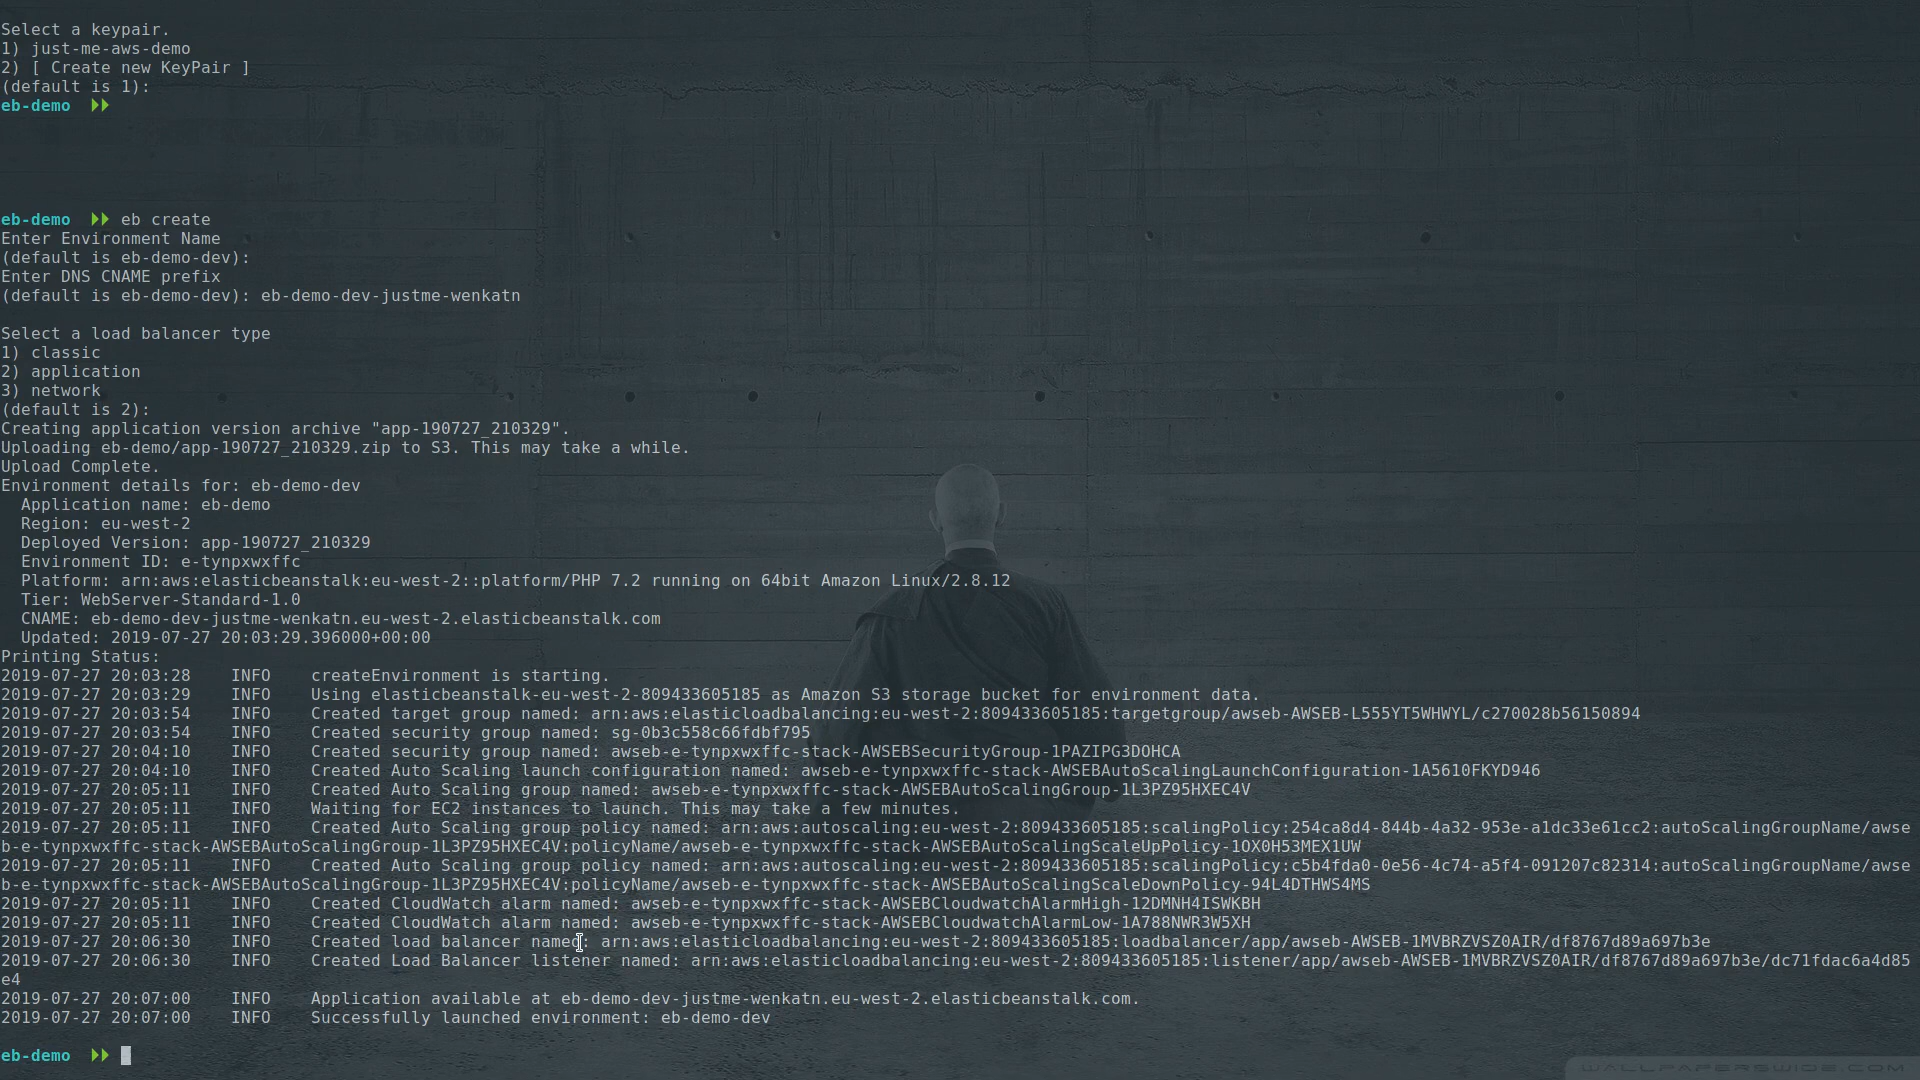 Select a keypair.
1) just-me-aws-demo
2) [ Create new KeyPair ]
(default is 1):
eb-demo
eb-demo eb create
Enter Environment Name
(default is eb-demo-dev):
Enter DNS CNAME prefix
(default is eb-demo-dev): eb-demo-dev-justme-wenkatn
Select a load balancer type
1) classic
2) application
3) network
(default is 2):
Creating application version archive "app-190727_210329".
Uploading eb-demo/app-190727_210329.zip to S3. This may take a while.
Upload Complete.
Environment details for: eb-demo-dev
Application name: eb-demo
Region: eu-west-2
Deployed Version: app-190727_210329
Environment ID: e-tynpxwxffc
Platform: arn:aws:elasticbeanstalk:eu-west-2::platform/PHP 7.2 running on 64bit Amazon Linux/2.8.12
Tier: WebServer-Standard-1.0
CNAME: eb-demo-dev-justme-wenkatn.eu-west-2.elasticbeanstalk.com
Updated: 2019-07-27 20:03:29.396000+00:00
Printing Status:
2019-07-27 20:03:28 INFO createEnvironment is starting.
2019-07-27 20:03:29 INFO Using elasticbeanstalk-eu-west-2-809433605185 as Amazon S3 storage bucket for environment data.
2019-07-27 20:03:54 INFO Created target group named: arn:aws:elasticloadbalancing:eu-west-2:809433605185:targetgroup/awseb-AWSEB-L555YT5WHWYL/c270028b56150894
2019-07-27 20:03:54 INFO Created security group named: sg-0b3c558c66fdbf795
2019-07-27 20:04:10 INFO Created security group named: awseb-e-tynpxwxffc-stack-AWSEBSecurityGroup-1PAZIPG3DOHCA
2019-07-27 20:04:10 INFO Created Auto Scaling launch configuration named: awseb-e-tynpxwxffc-stack-AWSEBAutoScalingLaunchConfiguration-1A5610FKYD946
2019-07-27 20:05:11 INFO Created Auto Scaling group named: awseb-e-tynpxwxffc-stack-AWSEBAutoScalingGroup-1L3PZ95HXEC4V
2019-07-27 20:05:11 INFO Waiting for EC2 instances to launch. This may take a few minutes.
2019-07-27 20:05:11 INFO Created Auto Scaling group policy named: arn:aws:autoscaling:eu-west-2:809433605185:scalingPolicy:254ca8d4-844b-4a32-953e-a1dc33e61cc2:autoScalingGroupName/awse
b-e-tynpxwxffc-stack-AWSEBAutoScalingGroup-1L3PZ95HXEC4V:policyName/awseb-e-tynpxwxffc-stack-AWSEBAutoScalingScaleUpPolicy-1OX0H53MEX1UW
2019-07-27 20:05:11 INFO Created Auto Scaling group policy named: arn:aws:autoscaling:eu-west-2:809433605185:scalingPolicy:c5b4fda0-0e56-4c74-a5f4-091207c82314:autoScalingGroupName/awse
b-e-tynpxwxffc-stack-AWSEBAutoScalingGroup-1L3PZ95HXEC4V:policyName/awseb-e-tynpxwxffc-stack-AWSEBAutoScalingScaleDownPolicy-94L4DTHWS4MS
2019-07-27 20:05:11 INFO Created CloudWatch alarm named: awseb-e-tynpxwxffc-stack-AWSEBCloudwatchAlarmHigh-12DMNH4ISWKBH
2019-07-27 20:05:11 INFO Created CloudWatch alarm named: awseb-e-tynpxwxffc-stack-AWSEBCloudwatchAlarmLow-1A788NWR3W5XH
2019-07-27 20:06:30 INFO Created load balancer named: arn:aws:elasticloadbalancing:eu-west-2:809433605185:loadbalancer/app/awseb-AWSEB-1MVBRZVSZ0AIR/df8767d89a697b3e
2019-07-27 20:06:30 INFO Created Load Balancer listener named: arn:aws:elasticloadbalancing:eu-west-2:809433605185:listener/app/awseb-AWSEB-1MVBRZVSZ0AIR/df8767d89a697b3e/dc71fdac6a4d85
e4
2019-07-27 20:07:00 INFO Application available at eb-demo-dev-justme-wenkatn.eu-west-2.elasticbeanstalk.com.
2019-07-27 20:07:00 INFO Successfully launched environment: eb-demo-dev
eb-demo
WALLPAPERSWIDE.COM